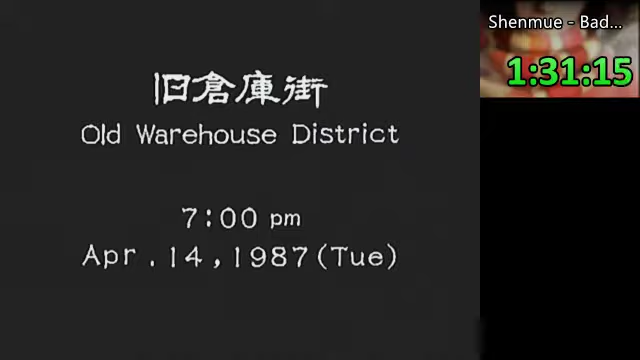 Shenmue - Bad...
1:31:15
旧倉庫街
Old Warehouse District
7:00 pm
Apr.14,1987(Tue)